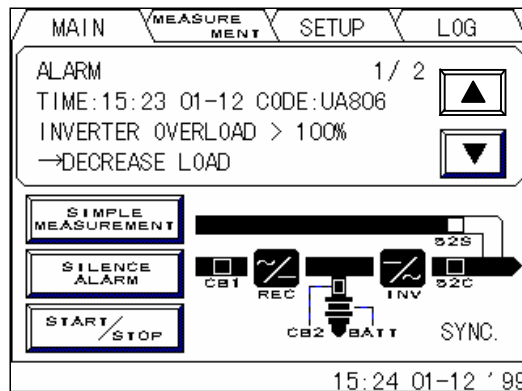 MAIN
MEASURE
MENT
SETUP
LOG
ALARM 1/ 2
TIME:15:23 01-12 CODE:UA806
INVERTER OVERLOAD > 100%
→DECREASE LOAD
SIMPLE
MEASUREMENT
SILENCE
ALARM
START/STOP
52S
CB1
REC
INV
52C
CB2
BATT
SYNC.
15:24 01-12 '99